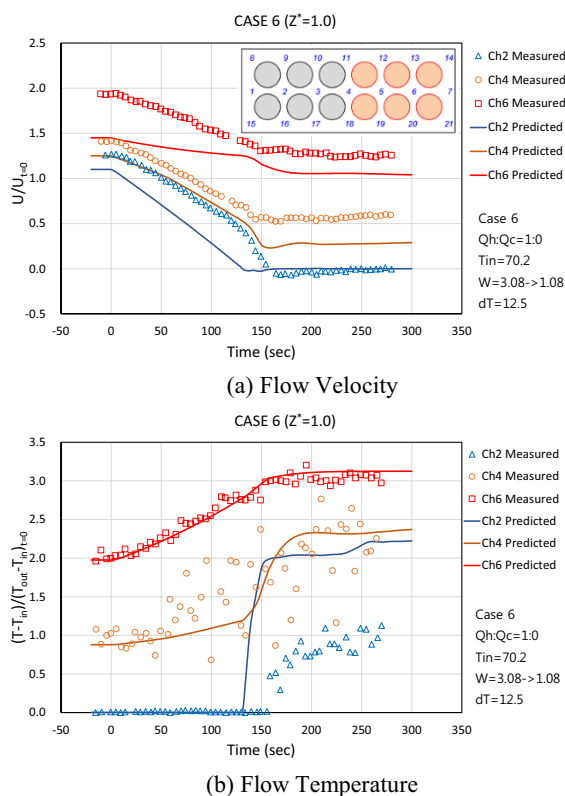 CASE 6 (Z*=1.0)
U/U t=0
2.5
2.0
1.5
1.0
0.5
0.0
-0.5
-50 0 50 100 150 200 250 300 350
Time (sec)
8 9 10 11 12 13 14
1 2 3 4 5 6 7
15 16 17 18 19 20 21
Ch2 Measured
Ch4 Measured
Ch6 Measured
Ch2 Predicted
Ch4 Predicted
Ch6 Predicted
Case 6
Qh:Qc=1:0
Tin=70.2
W=3.08->1.08
dT=12.5
(a) Flow Velocity
CASE 6 (Z*=1.0)
(T-Tin)/(Tout-Tin)t=0
3.5
3.0
2.5
2.0
1.5
1.0
0.5
0.0
-50 0 50 100 150 200 250 300 350
Time (sec)
Ch2 Measured
Ch4 Measured
Ch6 Measured
Ch2 Predicted
Ch4 Predicted
Ch6 Predicted
Case 6
Qh:Qc=1:0
Tin=70.2
W=3.08->1.08
dT=12.5
(b) Flow Temperature